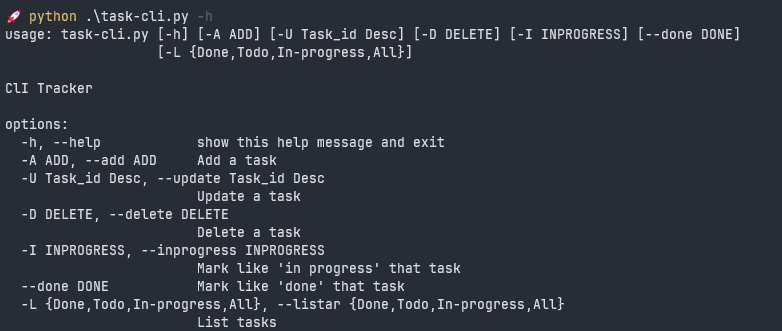 🚀 python .\task-cli.py -h
usage: task-cli.py [-h] [-A ADD] [-U Task_id Desc] [-D DELETE] [-I INPROGRESS] [--done DONE]
                   [-L {Done,Todo,In-progress,All}]

ClI Tracker

options:
  -h, --help            show this help message and exit
  -A ADD, --add ADD     Add a task
  -U Task_id Desc, --update Task_id Desc
                        Update a task
  -D DELETE, --delete DELETE
                        Delete a task
  -I INPROGRESS, --inprogress INPROGRESS
                        Mark like 'in progress' that task
  --done DONE           Mark like 'done' that task
  -L {Done,Todo,In-progress,All}, --listar {Done,Todo,In-progress,All}
                        List tasks